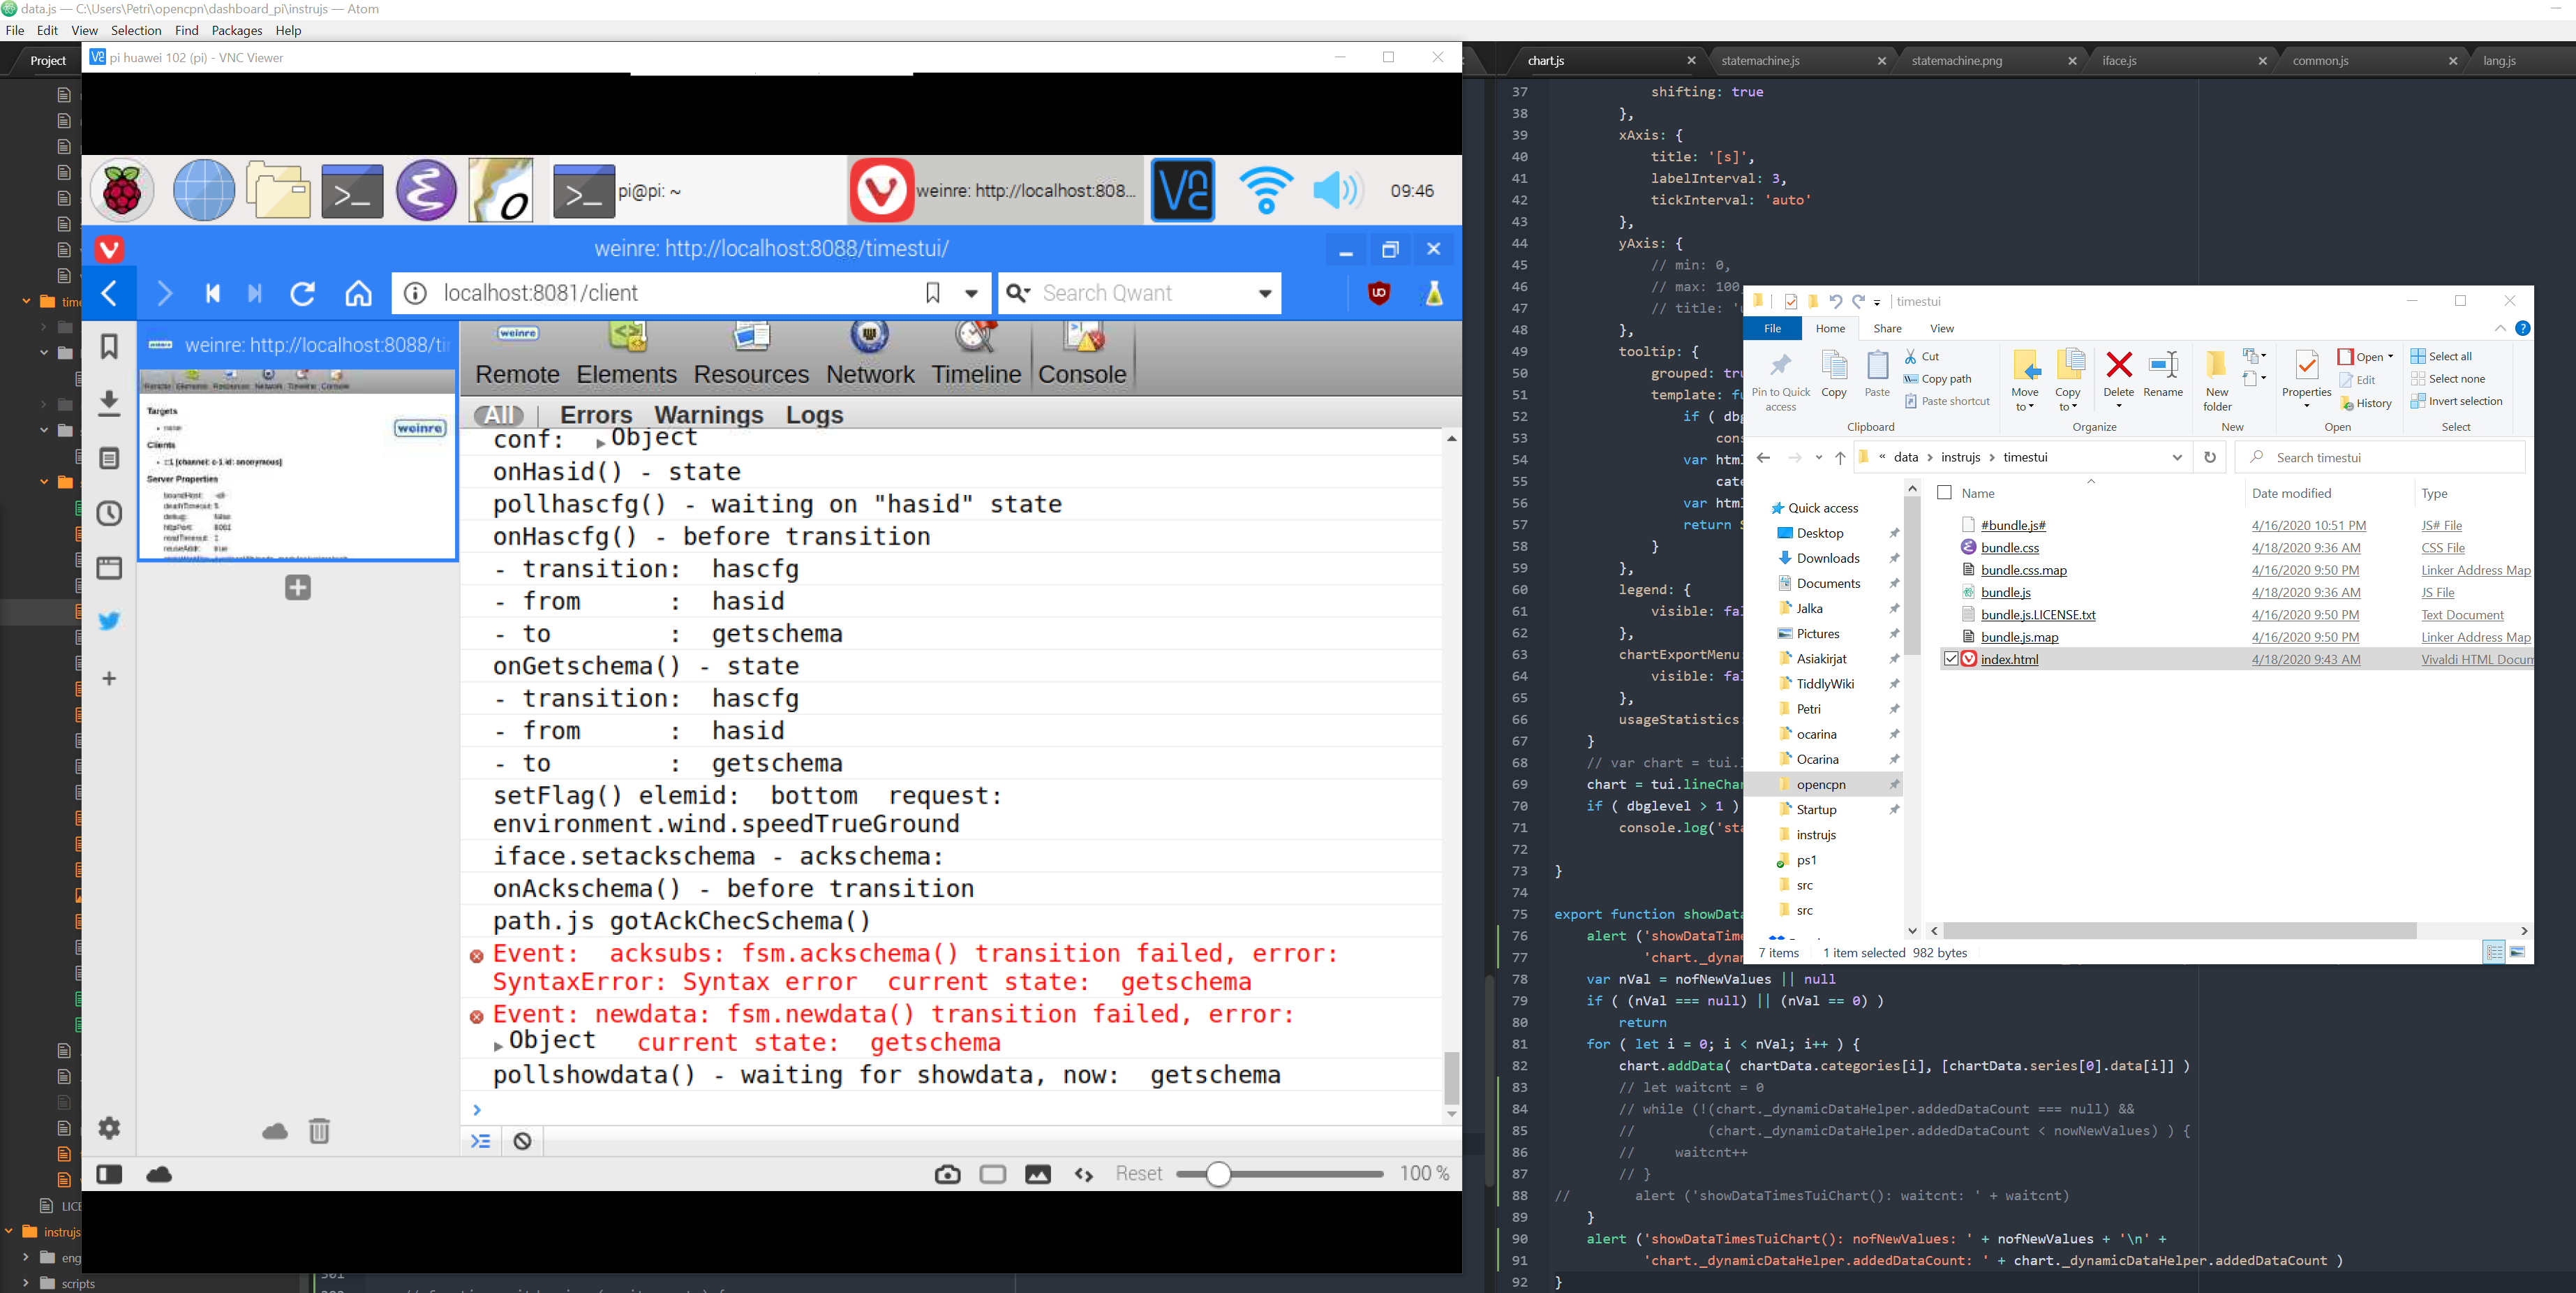 data.js — C:\Users\Petri\opencpn\dashboard_pi\instrujs — Atom
File Edit View Selection Find Packages Help
Project
pi huawei 102 (pi) - VNC Viewer
pi@pi: ~
weinre: http://localhost:808...
09:46
weinre: http://localhost:8088/timestui/
localhost:8081/client
Search Qwant
weinre: http://localhost:8088/ti
Targets
Clients
Server Properties
weinre
Remote Elements Resources Network Timeline Console
All Errors Warnings Logs
conf: Object
onHasid() - state
pollhascfg() - waiting on "hasid" state
onHascfg() - before transition
- transition: hascfg
- from : hasid
- to : getschema
onGetschema() - state
- transition: hascfg
- from : hasid
- to : getschema
setFlag() elemid: bottom request:
environment.wind.speedTrueGround
iface.setackschema - ackschema:
onAckschema() - before transition
path.js gotAckChecSchema()
Event: acksubs: fsm.ackschema() transition failed, error:
SyntaxError: Syntax error current state: getschema
Event: newdata: fsm.newdata() transition failed, error:
Object current state: getschema
pollshowdata() - waiting for showdata, now: getschema
Reset 100 %
instrujs
scripts
chart.js statemachine.js statemachine.png iface.js common.js lang.js
37 shifting: true
38 },
39 xAxis: {
40 title: '[s]',
41 labelInterval: 3,
42 tickInterval: 'auto'
43 },
44 yAxis: {
45 // min: 0,
46 // max: 100
47 // title: '
48 },
49 tooltip: {
50 grouped: tru
51 template: fu
52 if ( dbg
53 cons
54 var html
55 cate
56 var html
57 return
58 }
59 },
60 legend: {
61 visible: fal
62 },
63 chartExportMenu
64 visible: fal
65 },
66 usageStatistics
67 }
68 // var chart = tui.
69 chart = tui.lineChar
70 if ( dbglevel > 1 )
71 console.log('sta
72
73 }
74
75 export function showData
76 alert ('showDataTime
77 'chart._dynam
78 var nVal = nofNewValues || null
79 if ( (nVal === null) || (nVal == 0) )
80 return
81 for ( let i = 0; i < nVal; i++ ) {
82 chart.addData( chartData.categories[i], [chartData.series[0].data[i]] )
83 // let waitcnt = 0
84 // while (!(chart._dynamicDataHelper.addedDataCount === null) &&
85 // (chart._dynamicDataHelper.addedDataCount < nowNewValues) ) {
86 // waitcnt++
87 // }
88 // alert ('showDataTimesTuiChart(): waitcnt: ' + waitcnt)
89 }
90 alert ('showDataTimesTuiChart(): nofNewValues: ' + nofNewValues + '\n' +
91 'chart._dynamicDataHelper.addedDataCount: ' + chart._dynamicDataHelper.addedDataCount )
92 }
timestui
File Home Share View
Pin to Quick access
Copy
Paste
Cut
Copy path
Paste shortcut
Clipboard
Move to
Copy to
Delete
Rename
Organize
New folder
New
Properties
Open
Edit
History
Open
Select all
Select none
Invert selection
Select
« data › instrujs › timestui
Search timestui
Quick access
Desktop
Downloads
Documents
Jalka
Pictures
Asiakirjat
TiddlyWiki
Petri
ocarina
Ocarina
opencpn
Startup
instrujs
ps1
src
src
Name Date modified Type
#bundle.js# 4/16/2020 10:51 PM JS# File
bundle.css 4/18/2020 9:36 AM CSS File
bundle.css.map 4/16/2020 9:50 PM Linker Address Map
bundle.js 4/18/2020 9:36 AM JS File
bundle.js.LICENSE.txt 4/16/2020 9:50 PM Text Document
bundle.js.map 4/16/2020 9:50 PM Linker Address Map
index.html 4/18/2020 9:43 AM Vivaldi HTML Docum
7 items 1 item selected 982 bytes